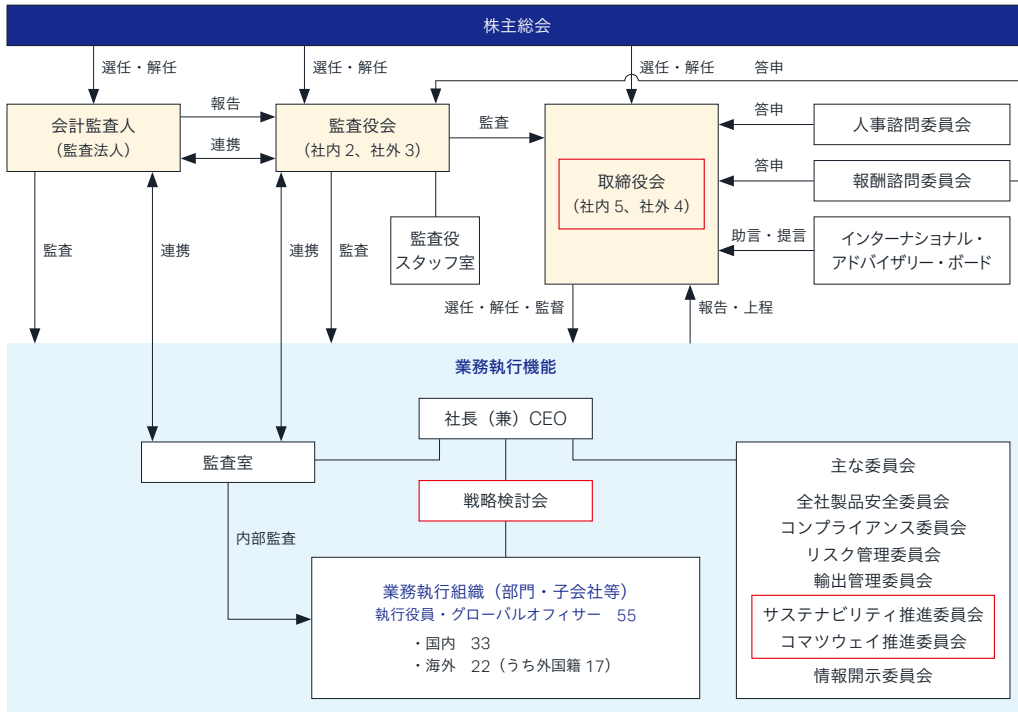 株主総会
選任・解任
選任・解任
選任・解任
答申
会計監査人
（監査法人）
報告
連携
監査役会
（社内 2、社外 3）
監査
取締役会
（社内 5、社外 4）
答申
人事諮問委員会
答申
報酬諮問委員会
助言・提言
インターナショナル・
アドバイザリー・ボード
監査
連携
連携
監査
監査役
スタッフ室
選任・解任・監督
報告・上程
業務執行機能
社長（兼）CEO
監査室
戦略検討会
内部監査
業務執行組織（部門・子会社等）
執行役員・グローバルオフィサー　55
・国内　33
・海外　22（うち外国籍 17）
主な委員会
全社製品安全委員会
コンプライアンス委員会
リスク管理委員会
輸出管理委員会
サステナビリティ推進委員会
コマツウェイ推進委員会
情報開示委員会